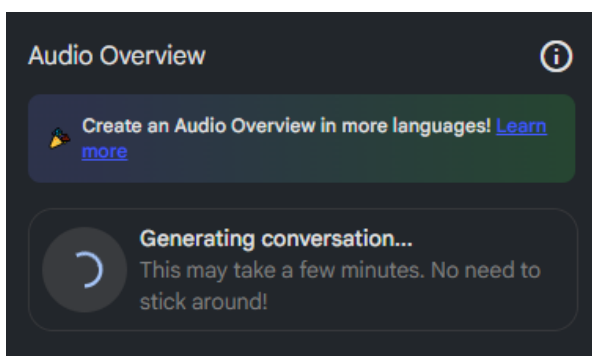 Audio Overview
Create an Audio Overview in more languages! Learn
more
Generating conversation...
This may take a few minutes. No need to
stick around!